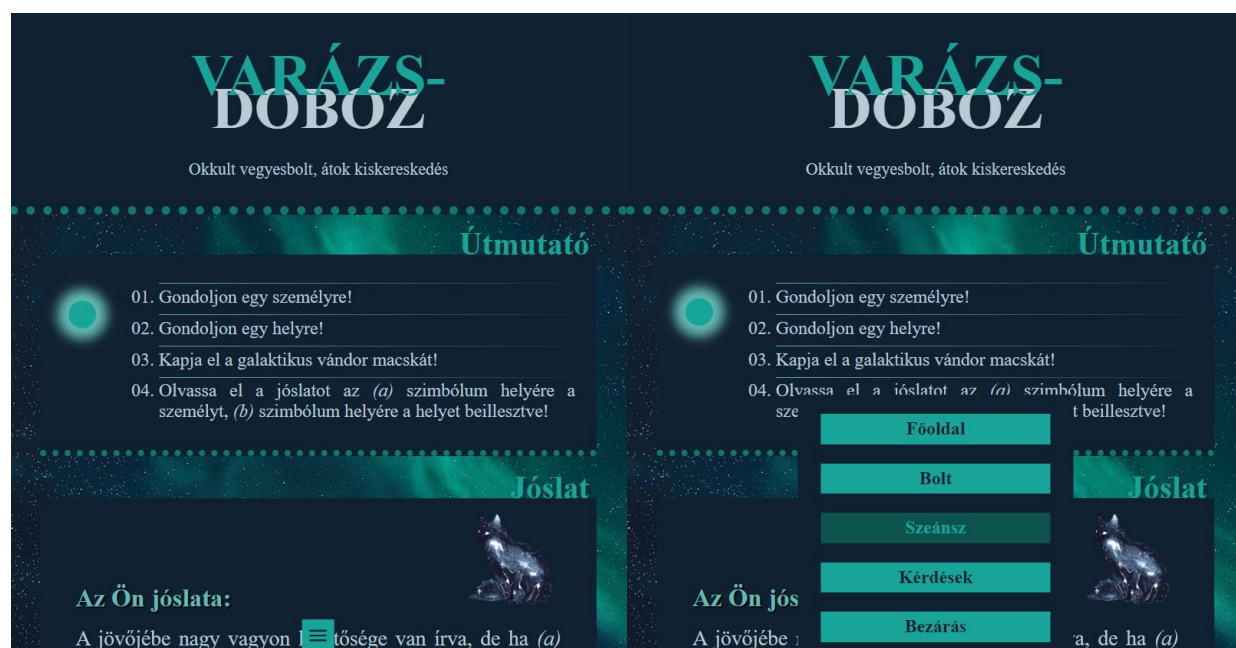 VARÁZS-
DOBOZ
Okkult vegyesbolt, átok kiskereskedés
Útmutató
01. Gondoljon egy személyre!
02. Gondoljon egy helyre!
03. Kapja el a galaktikus vándor macskát!
04. Olvassa el a jóslatot az (a) szimbólum helyére a
személyt, (b) szimbólum helyére a helyet beillesztve!
Jóslat
Az Ön jóslata:
A jövőjébe nagy vagyon tősége van írva, de ha (a)
VARÁZS-
DOBOZ
Okkult vegyesbolt, átok kiskereskedés
Útmutató
01. Gondoljon egy személyre!
02. Gondoljon egy helyre!
03. Kapja el a galaktikus vándor macskát!
04. Olvassa el a jóslatot az (a) szimbólum helyére a
sze t beillesztve!
Főoldal
Bolt
Jóslat
Szeánsz
Kérdések
Az Ön jós
Bezárás
A jövőjébe a, de ha (a)